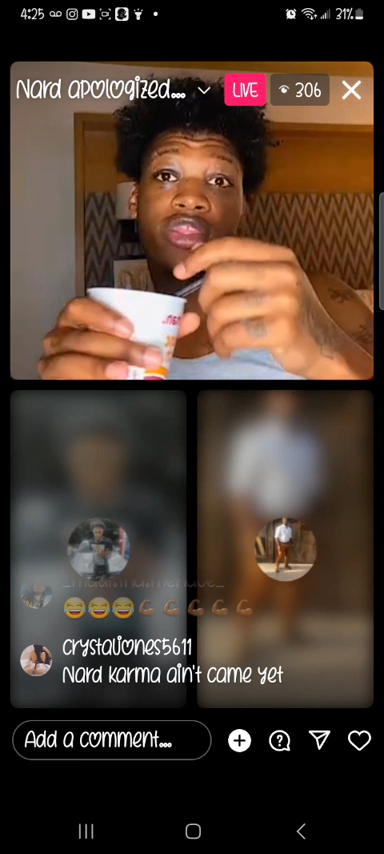 4:25
31%
Nard apologized...
LIVE
306
😂😂😂💪🏾💪🏾💪🏾💪🏾💪🏾
crystaljones5611
Nard karma ain't came yet
Add a comment...